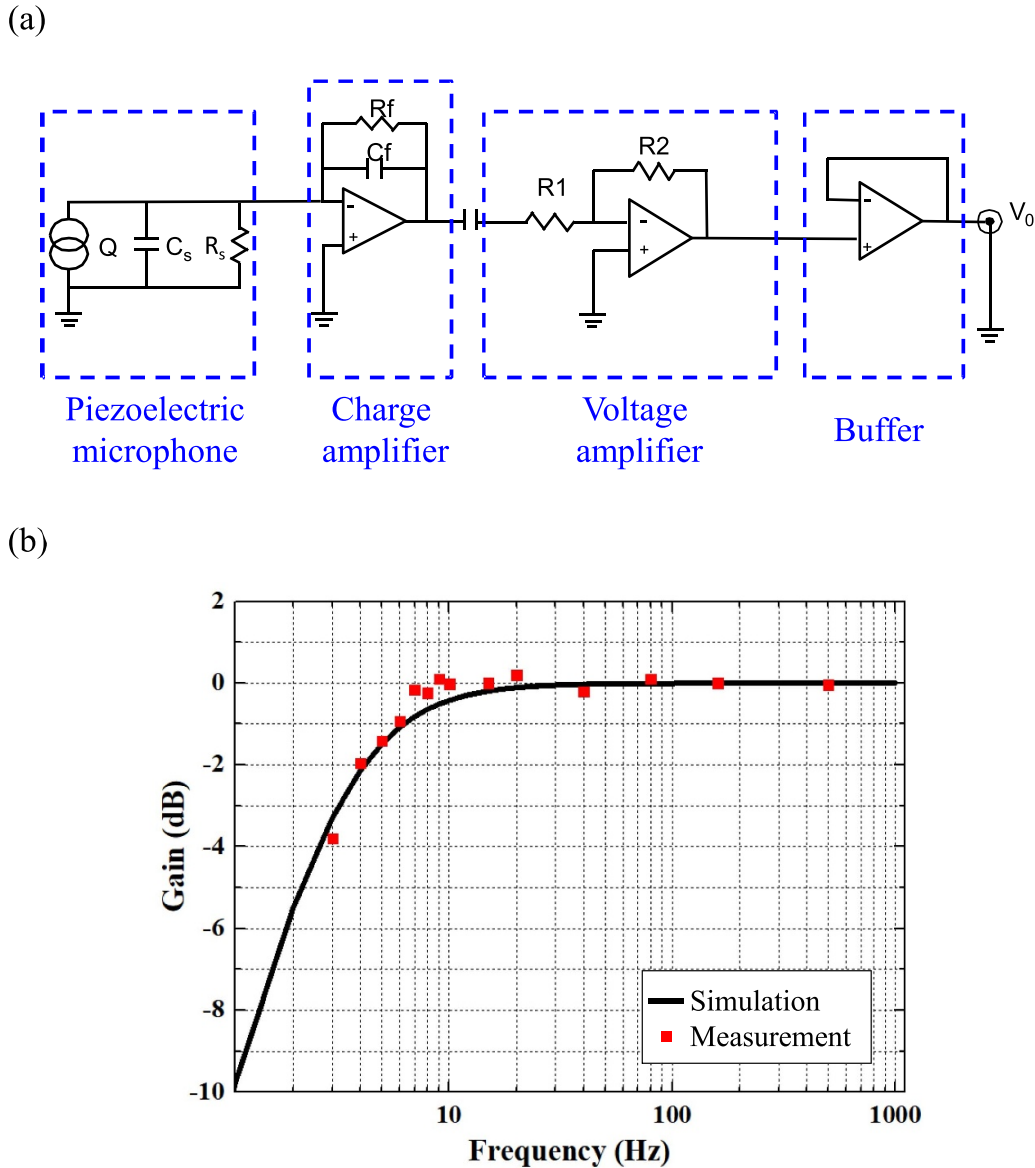 (a)
Rf
Cf
R1
R2
Q
Cs
Rs
-
+
-
+
-
+
V0
Piezoelectric
microphone
Charge
amplifier
Voltage
amplifier
Buffer
(b)
2
0
-2
-4
-6
-8
-10
Gain (dB)
10
100
1000
Frequency (Hz)
Simulation
Measurement